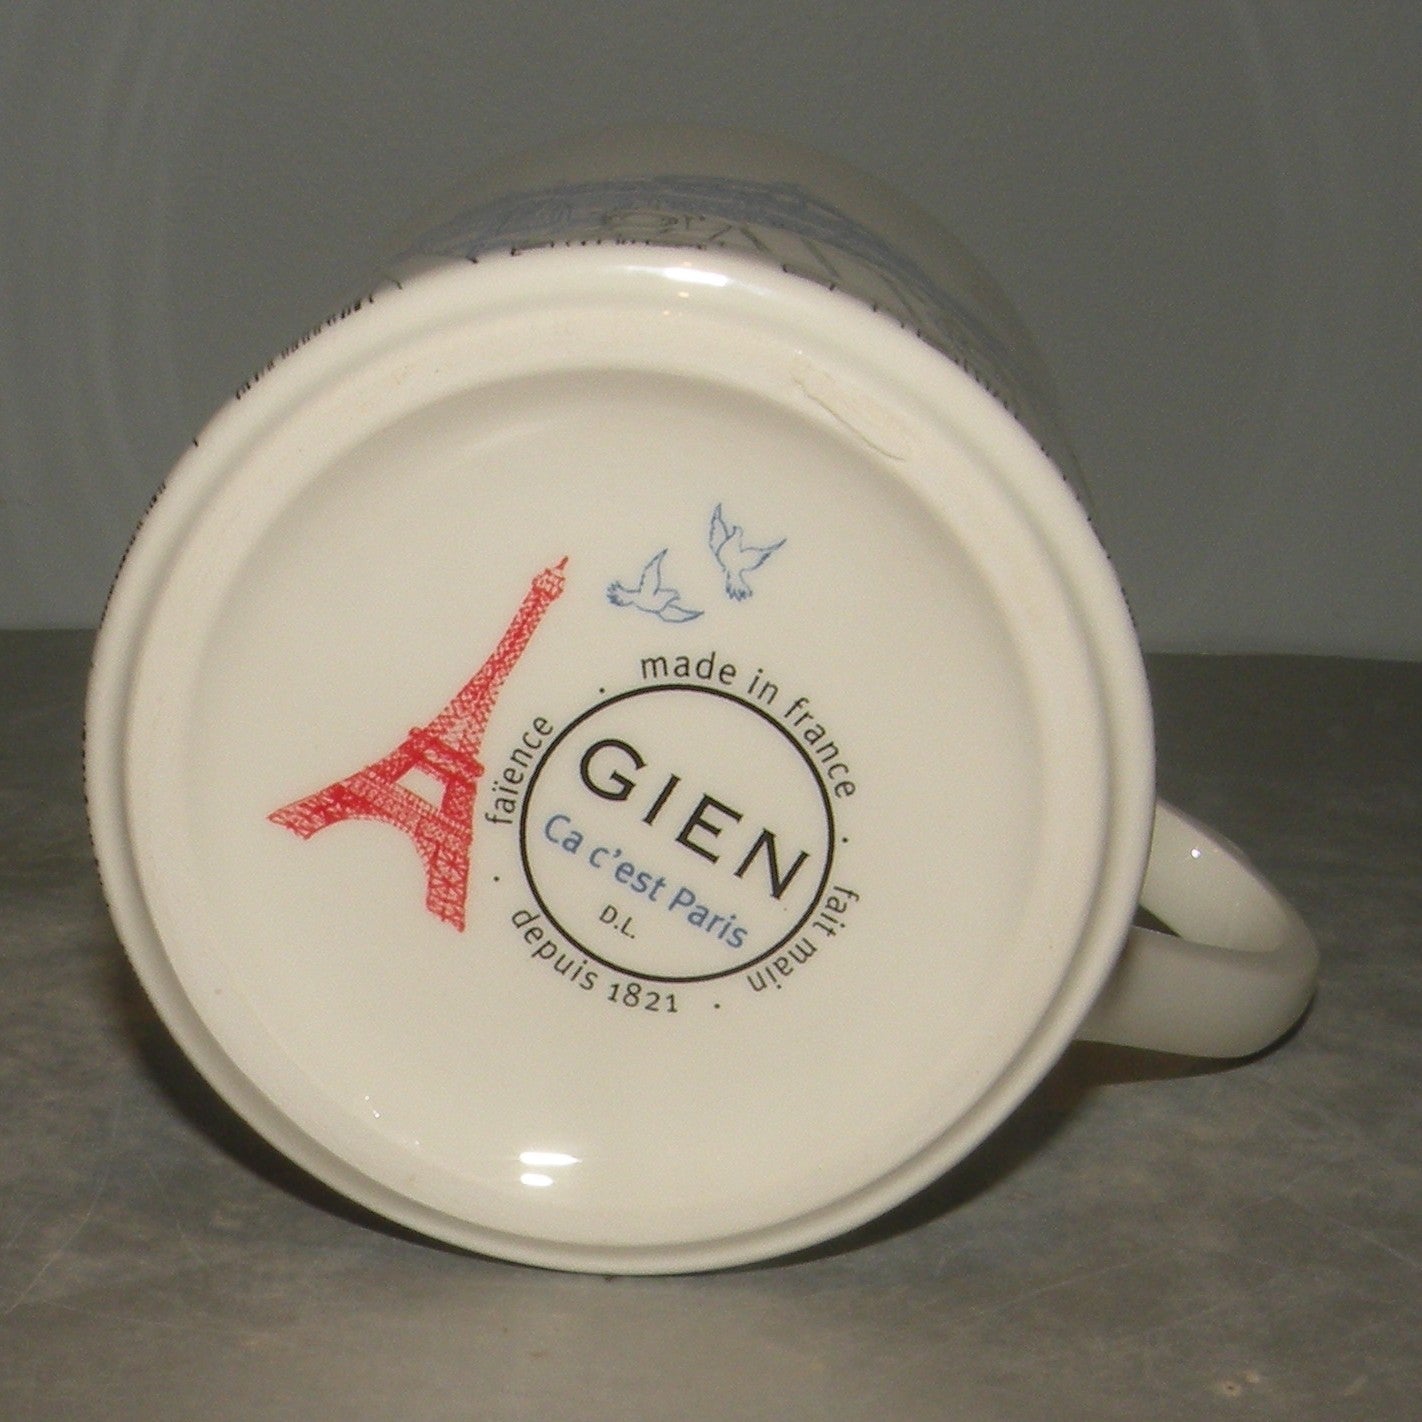 made in france · fait main · depuis 1821 · faïence ·
GIEN
Ca c'est Paris
D.L.